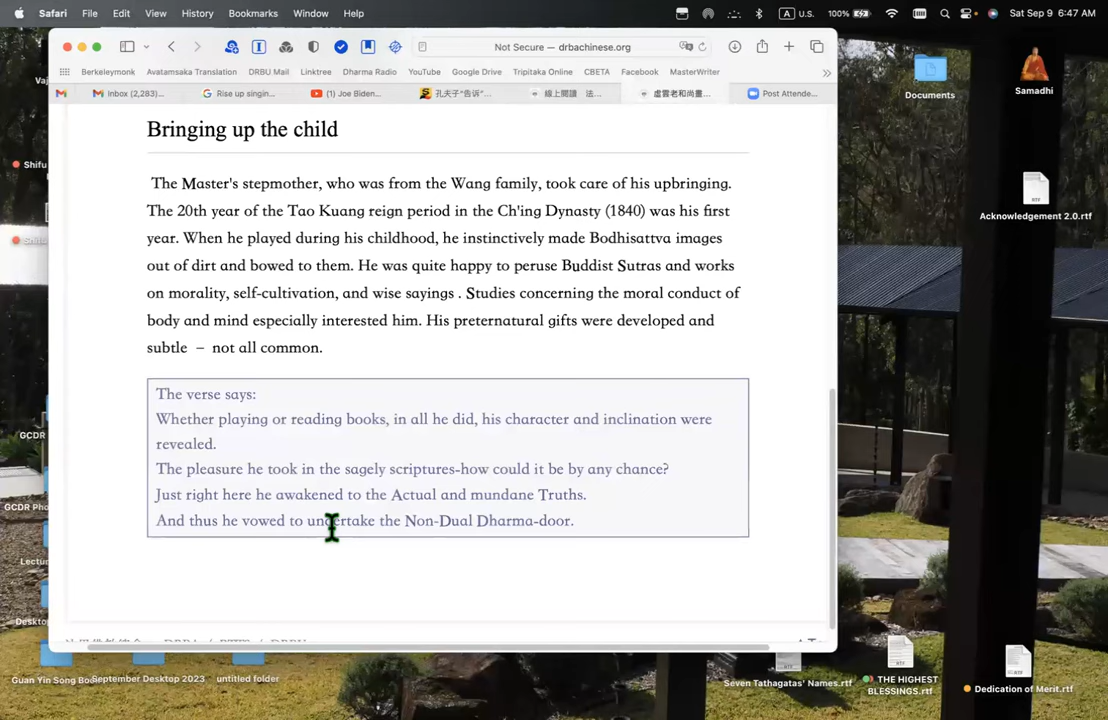 Safari File Edit View History Bookmarks Window Help A U.S. 100% Sat Sep 9 6:47 AM
Not Secure — drbachinese.org
Berkeleymonk Avatamsaka Translation DRBU Mail Linktree Dharma Radio YouTube Google Drive Tripitaka Online CBETA Facebook MasterWriter
Inbox (2,283)... Rise up singin... (1) Joe Biden... 孔夫子“告诉”... 線上開讀 法... 虛雲老和尚畫... Post Attende...
Documents
Samadhi
Acknowledgement 2.0.rtf
Bringing up the child
The Master's stepmother, who was from the Wang family, took care of his upbringing.
The 20th year of the Tao Kuang reign period in the Ch'ing Dynasty (1840) was his first
year. When he played during his childhood, he instinctively made Bodhisattva images
out of dirt and bowed to them. He was quite happy to peruse Buddist Sutras and works
on morality, self-cultivation, and wise sayings . Studies concerning the moral conduct of
body and mind especially interested him. His preternatural gifts were developed and
subtle – not all common.
The verse says:
Whether playing or reading books, in all he did, his character and inclination were
revealed.
The pleasure he took in the sagely scriptures-how could it be by any chance?
Just right here he awakened to the Actual and mundane Truths.
And thus he vowed to undertake the Non-Dual Dharma-door.
Vaj
Shifu
GCDR
GCDR Pho
Lectur
Desktop
Guan Yin Song Boo September Desktop 2023 untitled folder
Seven Tathagatas' Names.rtf
THE HIGHEST
BLESSINGS.rtf
Dedication of Merit.rtf